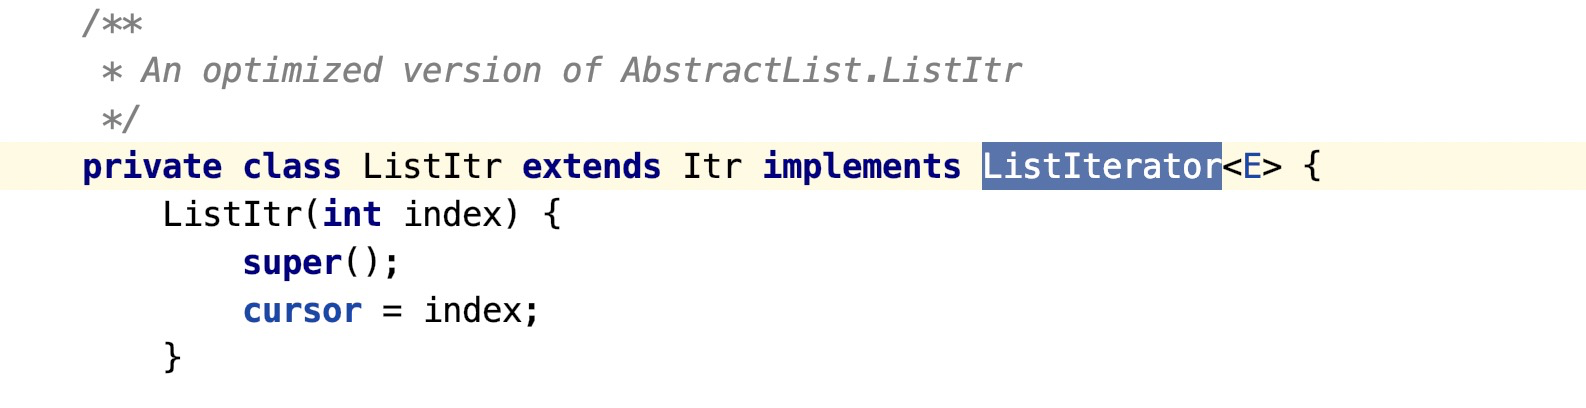 /**
 * An optimized version of AbstractList.ListItr
 */
private class ListItr extends Itr implements ListIterator<E> {
    ListItr(int index) {
        super();
        cursor = index;
    }